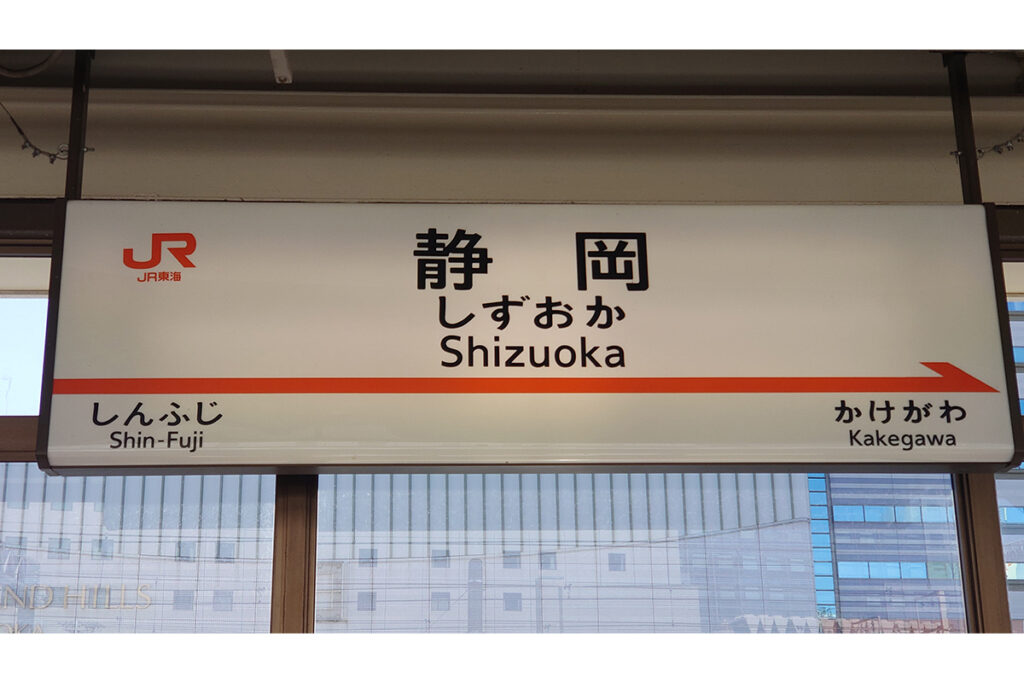 JR
JR東海
静岡
しずおか
Shizuoka
しんふじ
Shin-Fuji
かけがわ
Kakegawa
ND HILLS